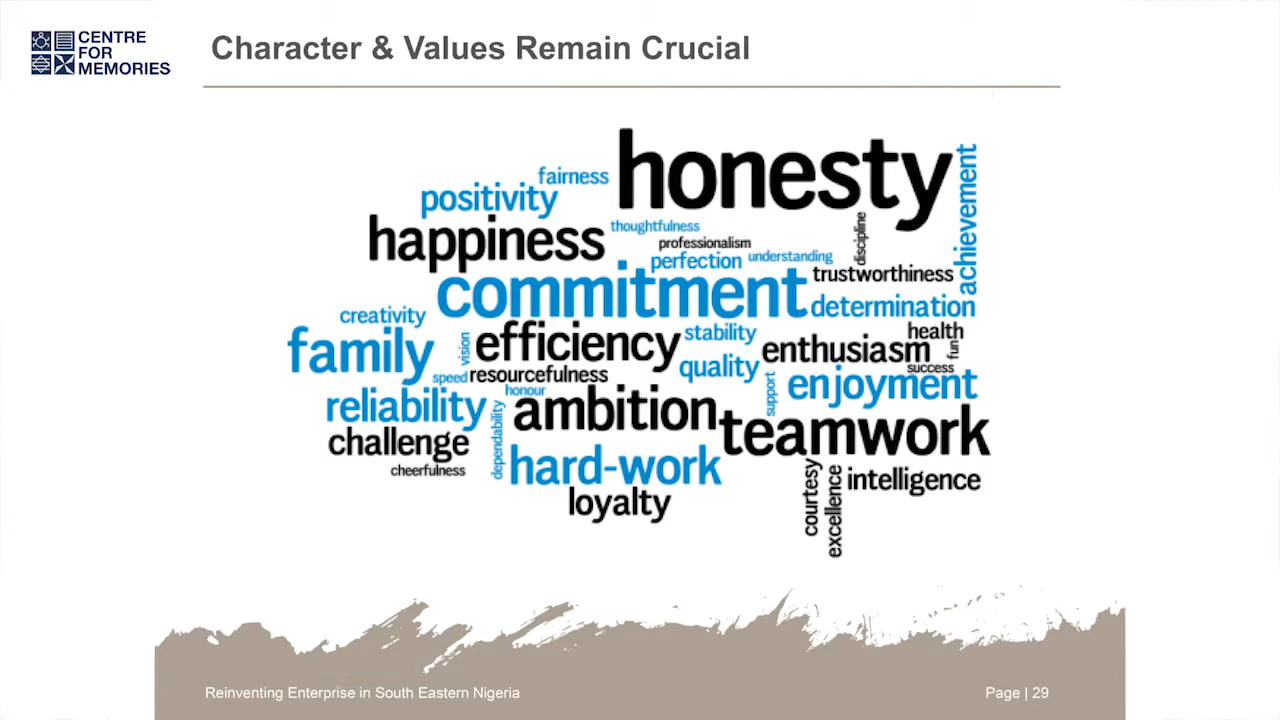 CENTRE
FOR
MEMORIES
Character & Values Remain Crucial
honesty
fairness
positivity
achievement
happiness
thoughtfulness
professionalism
discipline
perfection
understanding
trustworthiness
commitment
determination
creativity
family
vision
efficiency
stability
health
enthusiasm
fun
quality
success
speed
resourcefulness
honour
support
enjoyment
reliability
dependability
ambition
teamwork
challenge
cheerfulness
hard-work
loyalty
courtesy
excellence
intelligence
Reinventing Enterprise in South Eastern Nigeria
Page | 29